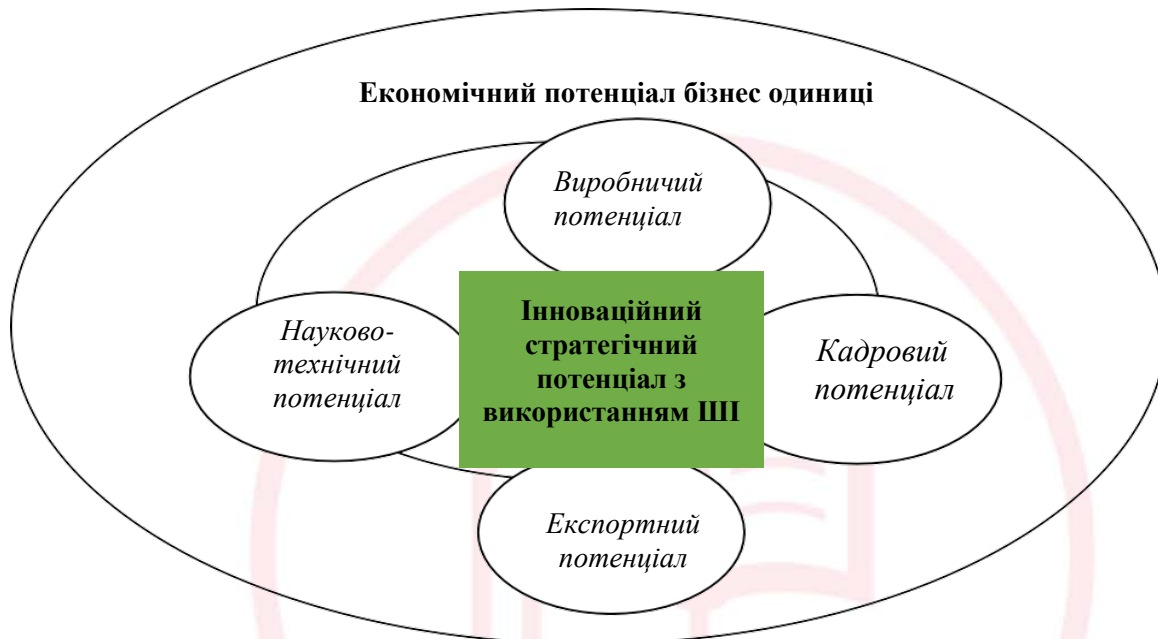 Економічний потенціал бізнес одиниці
Виробничий
потенціал
Інноваційний
стратегічний
потенціал з
використанням ШІ
Науково-
технічний
потенціал
Кадровий
потенціал
Експортний
потенціал